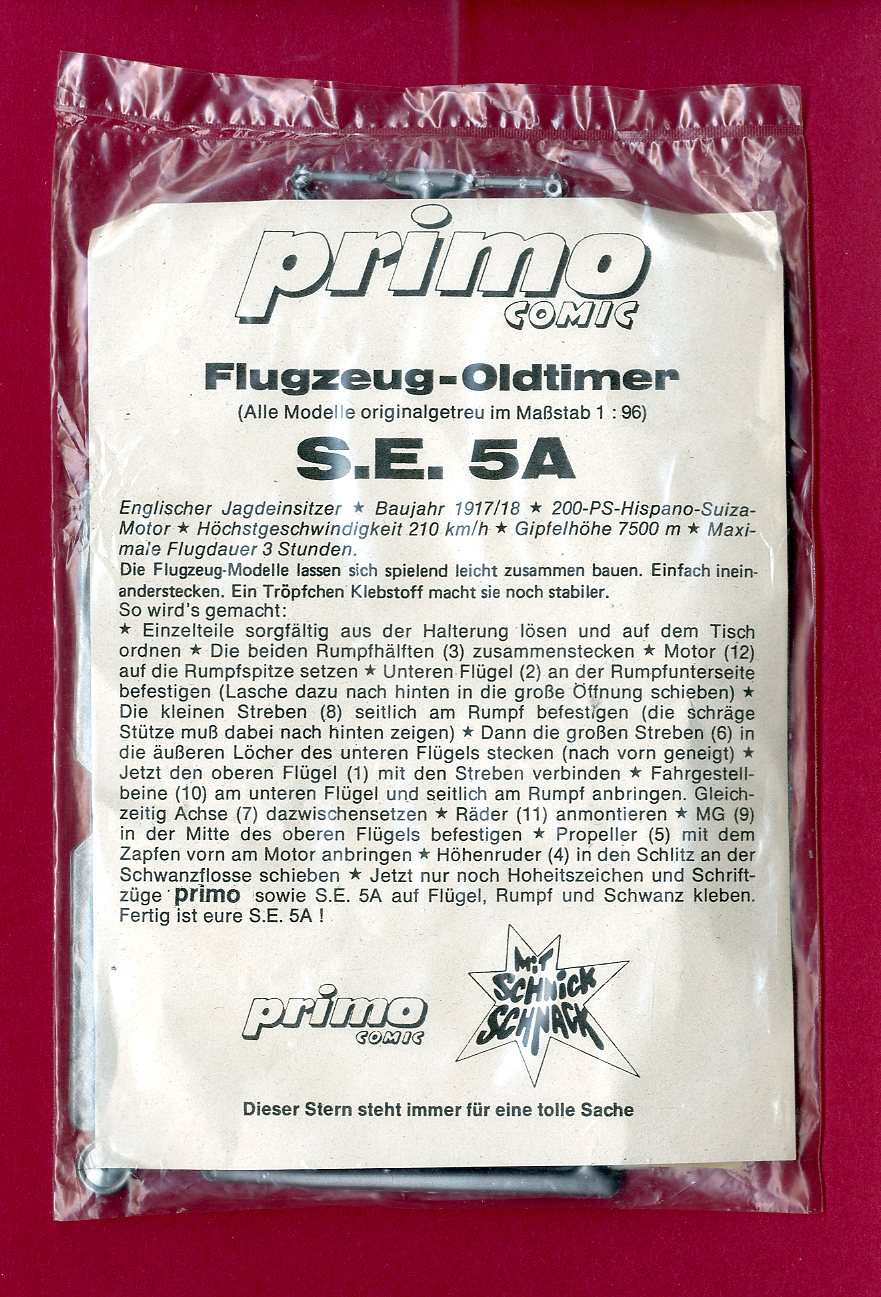 primo
COMIC
Flugzeug-Oldtimer
(Alle Modelle originalgetreu im Maßstab 1 : 96)
S.E. 5A
Englischer Jagdeinsitzer ★ Baujahr 1917/18 ★ 200-PS-Hispano-Suiza-
Motor ★ Höchstgeschwindigkeit 210 km/h ★ Gipfelhöhe 7500 m ★ Maxi-
male Flugdauer 3 Stunden.
Die Flugzeug-Modelle lassen sich spielend leicht zusammen bauen. Einfach inein-
anderstecken. Ein Tröpfchen Klebstoff macht sie noch stabiler.
So wird's gemacht:
★ Einzelteile sorgfältig aus der Halterung lösen und auf dem Tisch
ordnen ★ Die beiden Rumpfhälften (3) zusammenstecken ★ Motor (12)
auf die Rumpfspitze setzen ★ Unteren Flügel (2) an der Rumpfunterseite
befestigen (Lasche dazu nach hinten in die große Öffnung schieben) ★
Die kleinen Streben (8) seitlich am Rumpf befestigen (die schräge
Stütze muß dabei nach hinten zeigen) ★ Dann die großen Streben (6) in
die äußeren Löcher des unteren Flügels stecken (nach vorn geneigt) ★
Jetzt den oberen Flügel (1) mit den Streben verbinden ★ Fahrgestell-
beine (10) am unteren Flügel und seitlich am Rumpf anbringen. Gleich-
zeitig Achse (7) dazwischensetzen ★ Räder (11) anmontieren ★ MG (9)
in der Mitte des oberen Flügels befestigen ★ Propeller (5) mit dem
Zapfen vorn am Motor anbringen ★ Höhenruder (4) in den Schlitz an der
Schwanzflosse schieben ★ Jetzt nur noch Hoheitszeichen und Schrift-
züge primo sowie S.E. 5A auf Flügel, Rumpf und Schwanz kleben.
Fertig ist eure S.E. 5A !
primo
COMIC
MiT
SCHNiCK
SCHNACK
Dieser Stern steht immer für eine tolle Sache